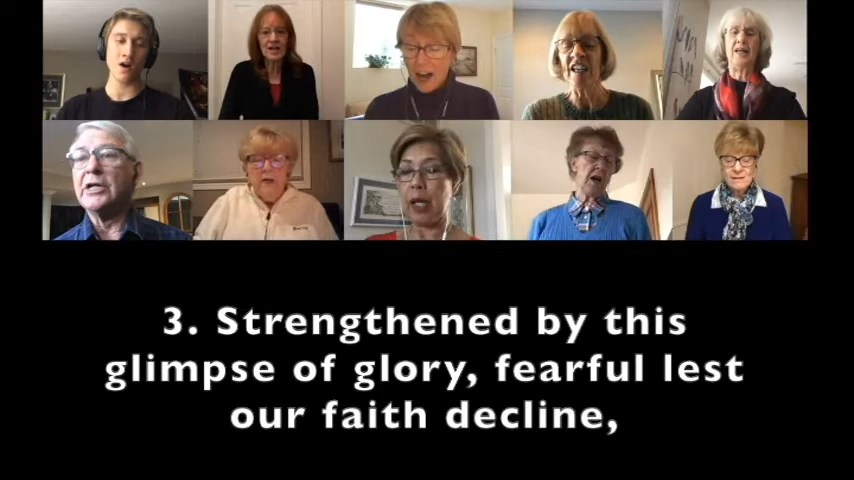 3. Strengthened by this
glimpse of glory, fearful lest
our faith decline,